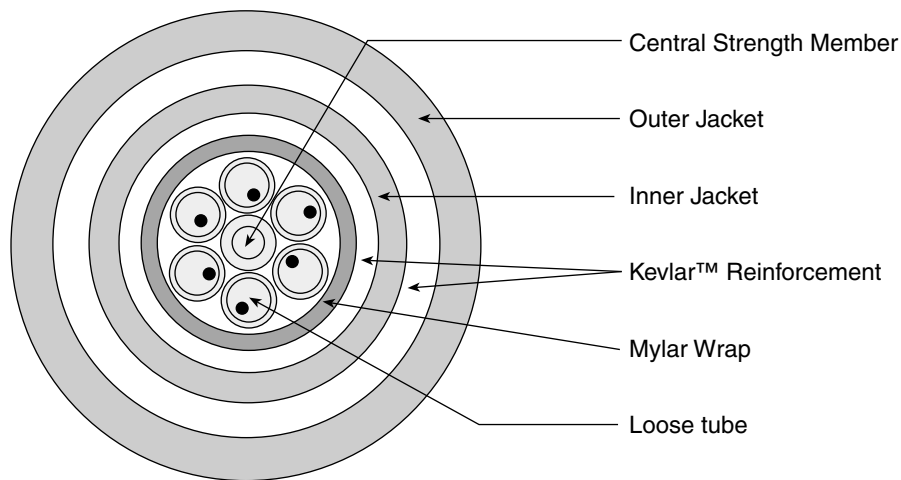 Central Strength Member
Outer Jacket
Inner Jacket
Kevlar™ Reinforcement
Mylar Wrap
Loose tube